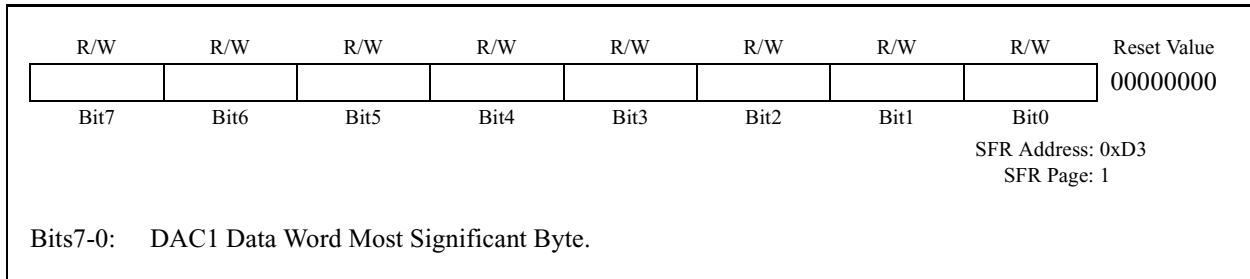 R/W R/W R/W R/W R/W R/W R/W R/W Reset Value
00000000
Bit7 Bit6 Bit5 Bit4 Bit3 Bit2 Bit1 Bit0
SFR Address: 0xD3
SFR Page: 1
Bits7-0: DAC1 Data Word Most Significant Byte.